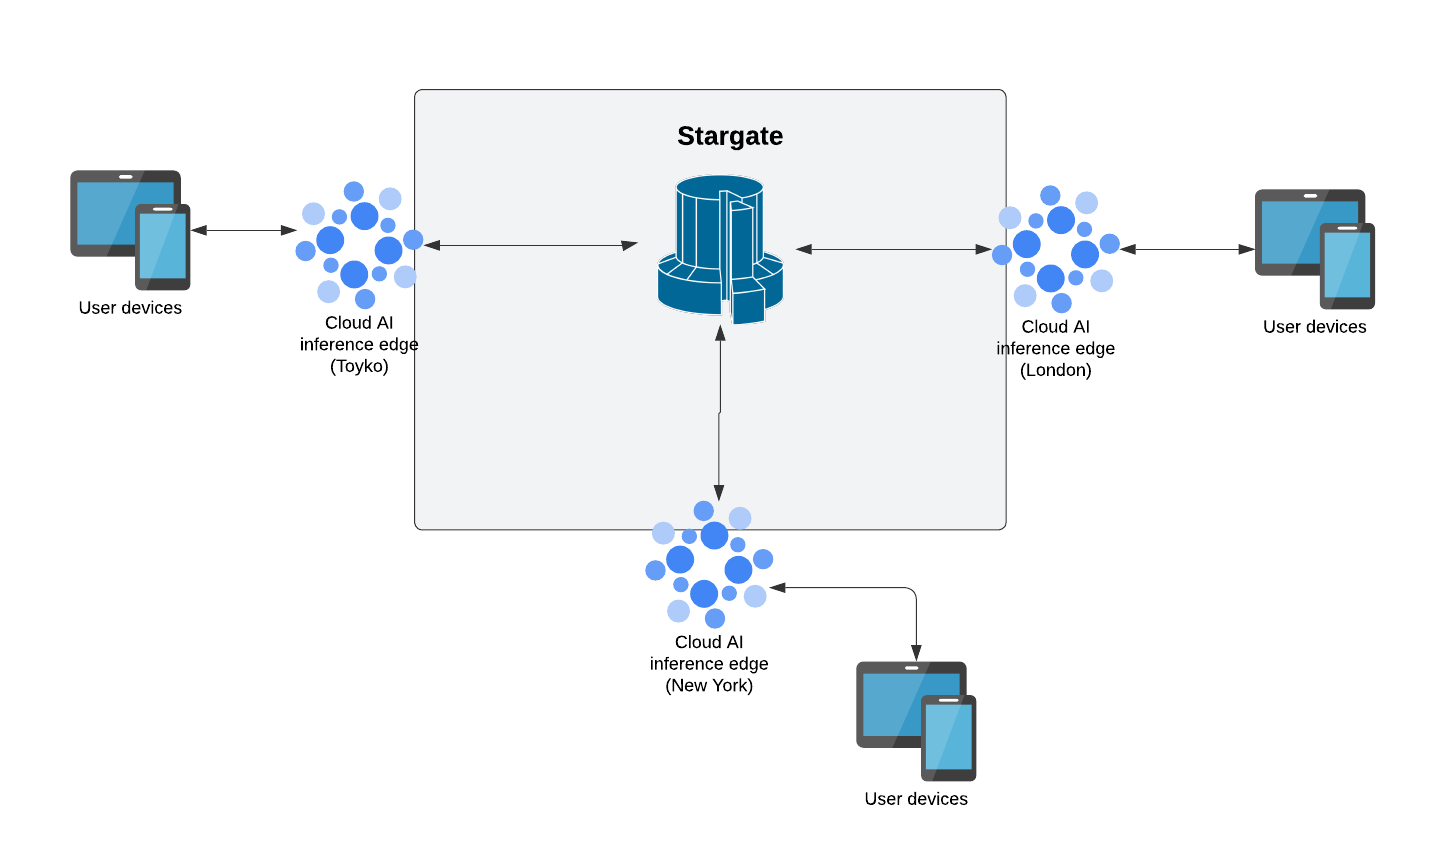 Stargate
User devices
Cloud AI
inference edge
(Toyko)
Cloud AI
inference edge
(London)
User devices
Cloud AI
inference edge
(New York)
User devices